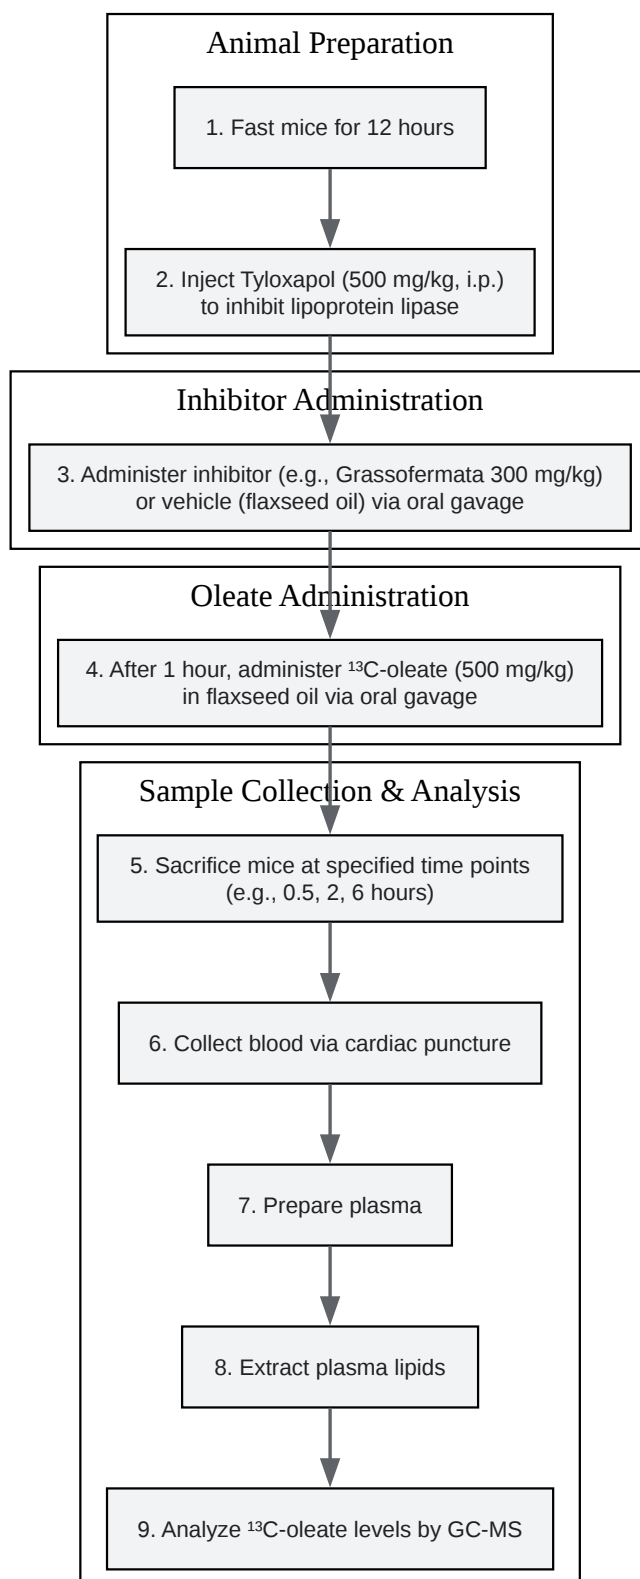 Animal Preparation
1. Fast mice for 12 hours
2. Inject Tyloxapol (500 mg/kg, i.p.)
to inhibit lipoprotein lipase
Inhibitor Administration
3. Administer inhibitor (e.g., Grassofermata 300 mg/kg)
or vehicle (flaxseed oil) via oral gavage
Oleate Administration
4. After 1 hour, administer ¹³C-oleate (500 mg/kg)
in flaxseed oil via oral gavage
Sample Collection & Analysis
5. Sacrifice mice at specified time points
(e.g., 0.5, 2, 6 hours)
6. Collect blood via cardiac puncture
7. Prepare plasma
8. Extract plasma lipids
9. Analyze ¹³C-oleate levels by GC-MS